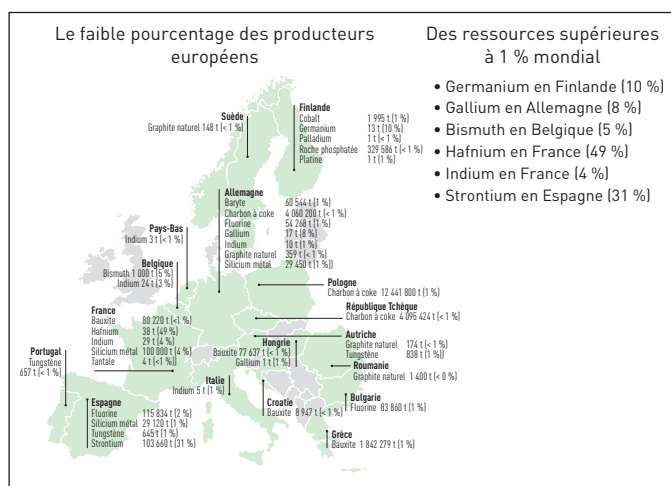 Le faible pourcentage des producteurs
européens
Des ressources supérieures
à 1 % mondial
• Germanium en Finlande (10 %)
• Gallium en Allemagne (8 %)
• Bismuth en Belgique (5 %)
• Hafnium en France (49 %)
• Indium en France (4 %)
• Strontium en Espagne (31 %)
Finlande
Cobalt 1 995 t (1 %)
Germanium 13 t (10 %)
Palladium 1 t (< 1 %)
Roche phosphatée 329 586 t (< 1 %)
Platine 1 t (1 %)
Suède
Graphite naturel 148 t (< 1 %)
Allemagne
Baryte 60 544 t (1 %)
Charbon à coke 4 060 200 t (< 1 %)
Fluorine 54 268 t (1 %)
Gallium 17 t (8 %)
Indium 10 t (1 %)
Graphite naturel 359 t (< 1 %)
Silicium métal 29 450 t (1 %))
Pays-Bas
Indium 3 t (< 1 %)
Belgique
Bismuth 1 000 t (5 %)
Indium 24 t (3 %)
Pologne
Charbon à coke 12 441 800 t (1 %)
République Tchèque
Charbon à coke 4 095 424 t (< 1 %)
France
Bauxite 80 220 t (<1 %)
Hafnium 38 t (49 %)
Indium 29 t (4 %)
Silicium métal 100 000 t (4 %)
Tantale 4 t (<1 %))
Autriche
Graphite naturel 174 t (< 1 %)
Tungstène 838 t (1 %))
Hongrie
Bauxite 77 637 t (< 1 %)
Gallium 1 t (1 %)
Roumanie
Graphite naturel 1 400 t (< 0 %)
Portugal
Tungstène
657 t (< 1 %)
Italie
Indium 5 t (1 %)
Croatie
Bauxite 8 947 t (< 1 %)
Bulgarie
Fluorine 83 860 t (1 %)
Espagne
Fluorine 115 834 t (2 %)
Silicium métal 29 120 t (1 %)
Tungstène 645 t (1 %)
Strontium 103 660 t (31 %)
Grèce
Bauxite 1 842 279 t (1 %)